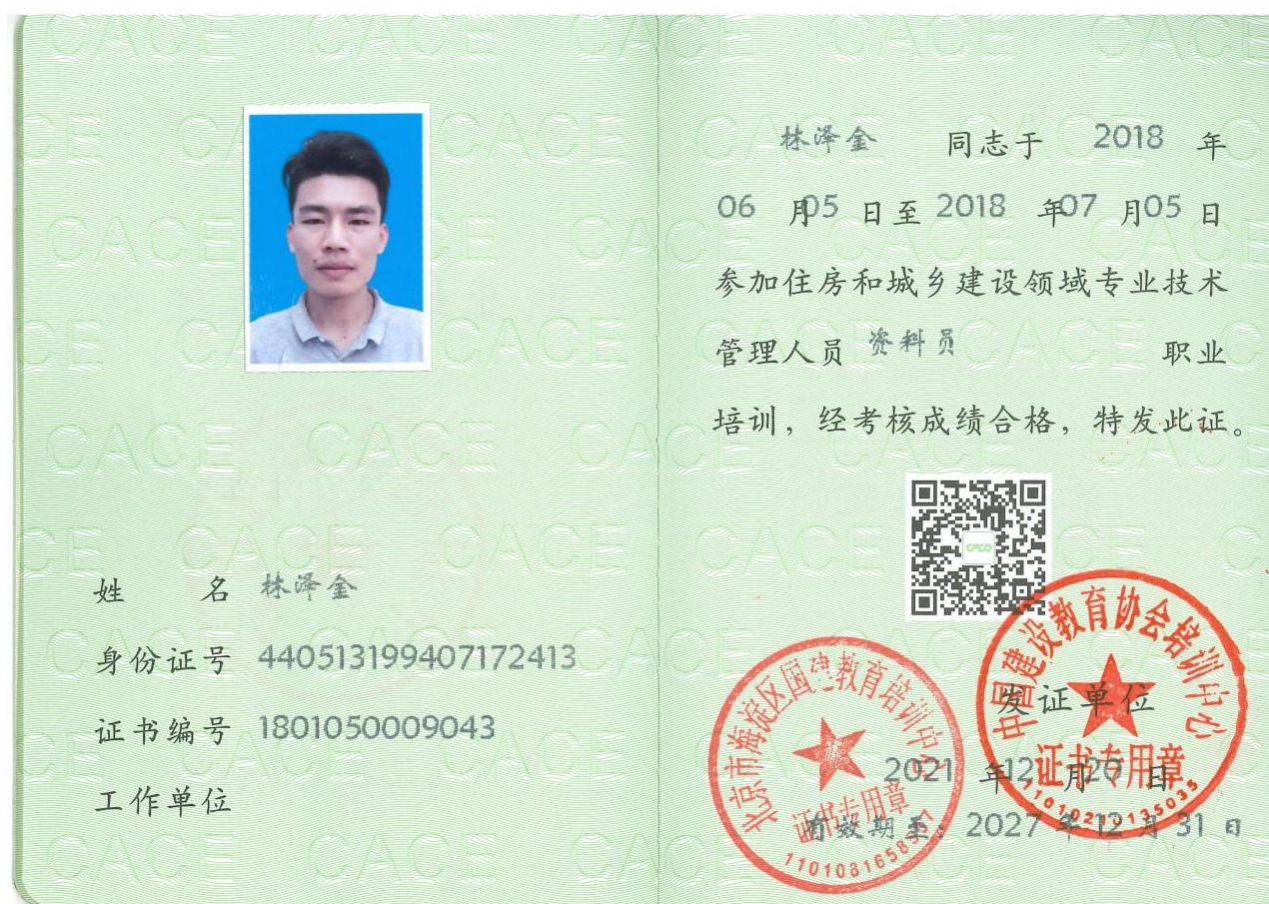 姓 名 林泽金
身份证号 440513199407172413
证书编号 1801050009043
工作单位
林泽金 同志于 2018 年
06 月05 日至 2018 年07 月05 日
参加住房和城乡建设领域专业技术
管理人员 资料员 职业
培训,经考核成绩合格,特发此证。
CACE
中国建设教育协会培训中心
证书专用章
11010210135035
北京市海淀区国建教育培训中心
证书专用章
发证单位
2021 年12 月20 日
有效期至:2027 年 12 月 31 日